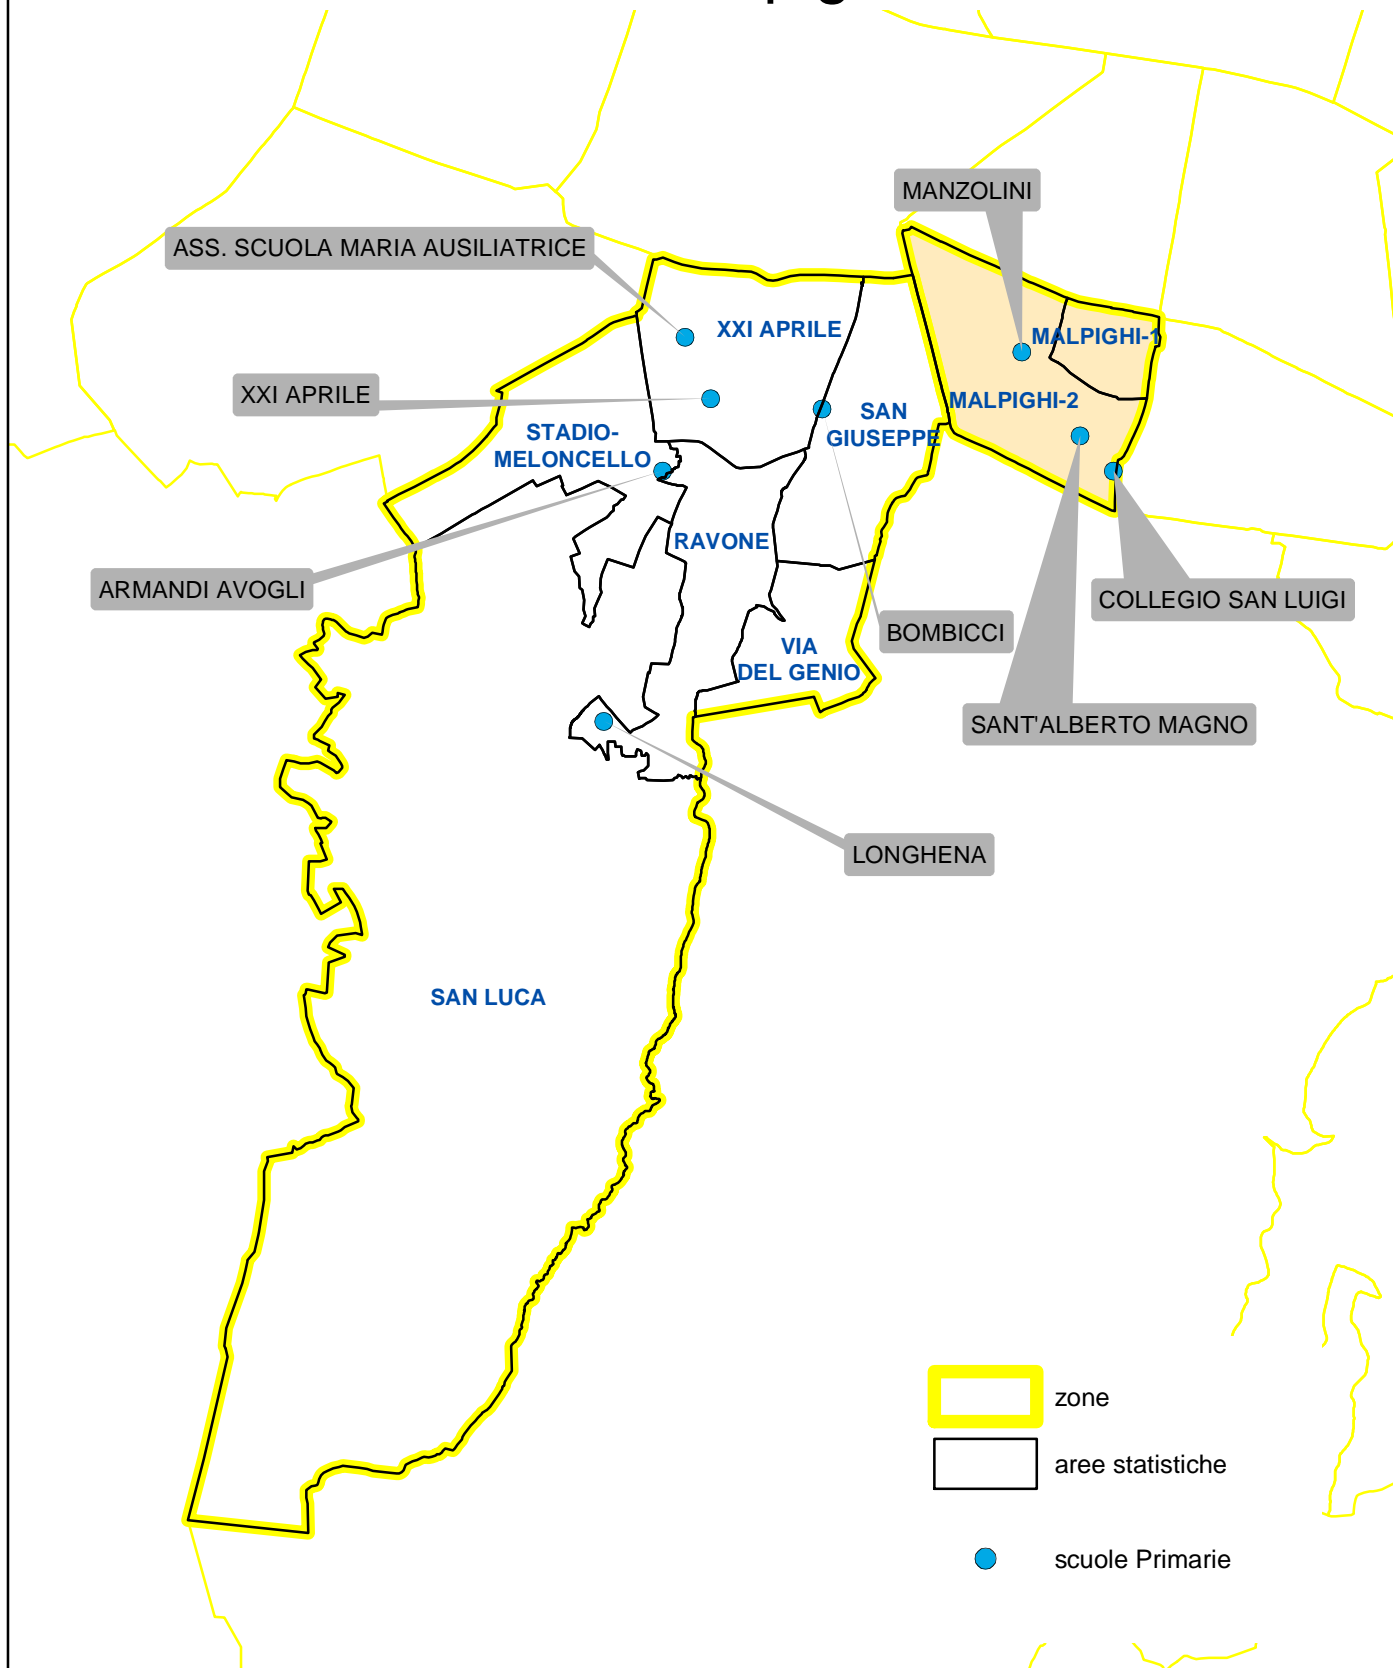 MANZOLINI
ASS. SCUOLA MARIA AUSILIATRICE
XXI APRILE
MALPIGHI-1
XXI APRILE
MALPIGHI-2
SAN
GIUSEPPE
STADIO-
MELONCELLO
RAVONE
ARMANDI AVOGLI
COLLEGIO SAN LUIGI
BOMBICCI
VIA
DEL GENIO
SANT'ALBERTO MAGNO
LONGHENA
SAN LUCA
zone
aree statistiche
scuole Primarie